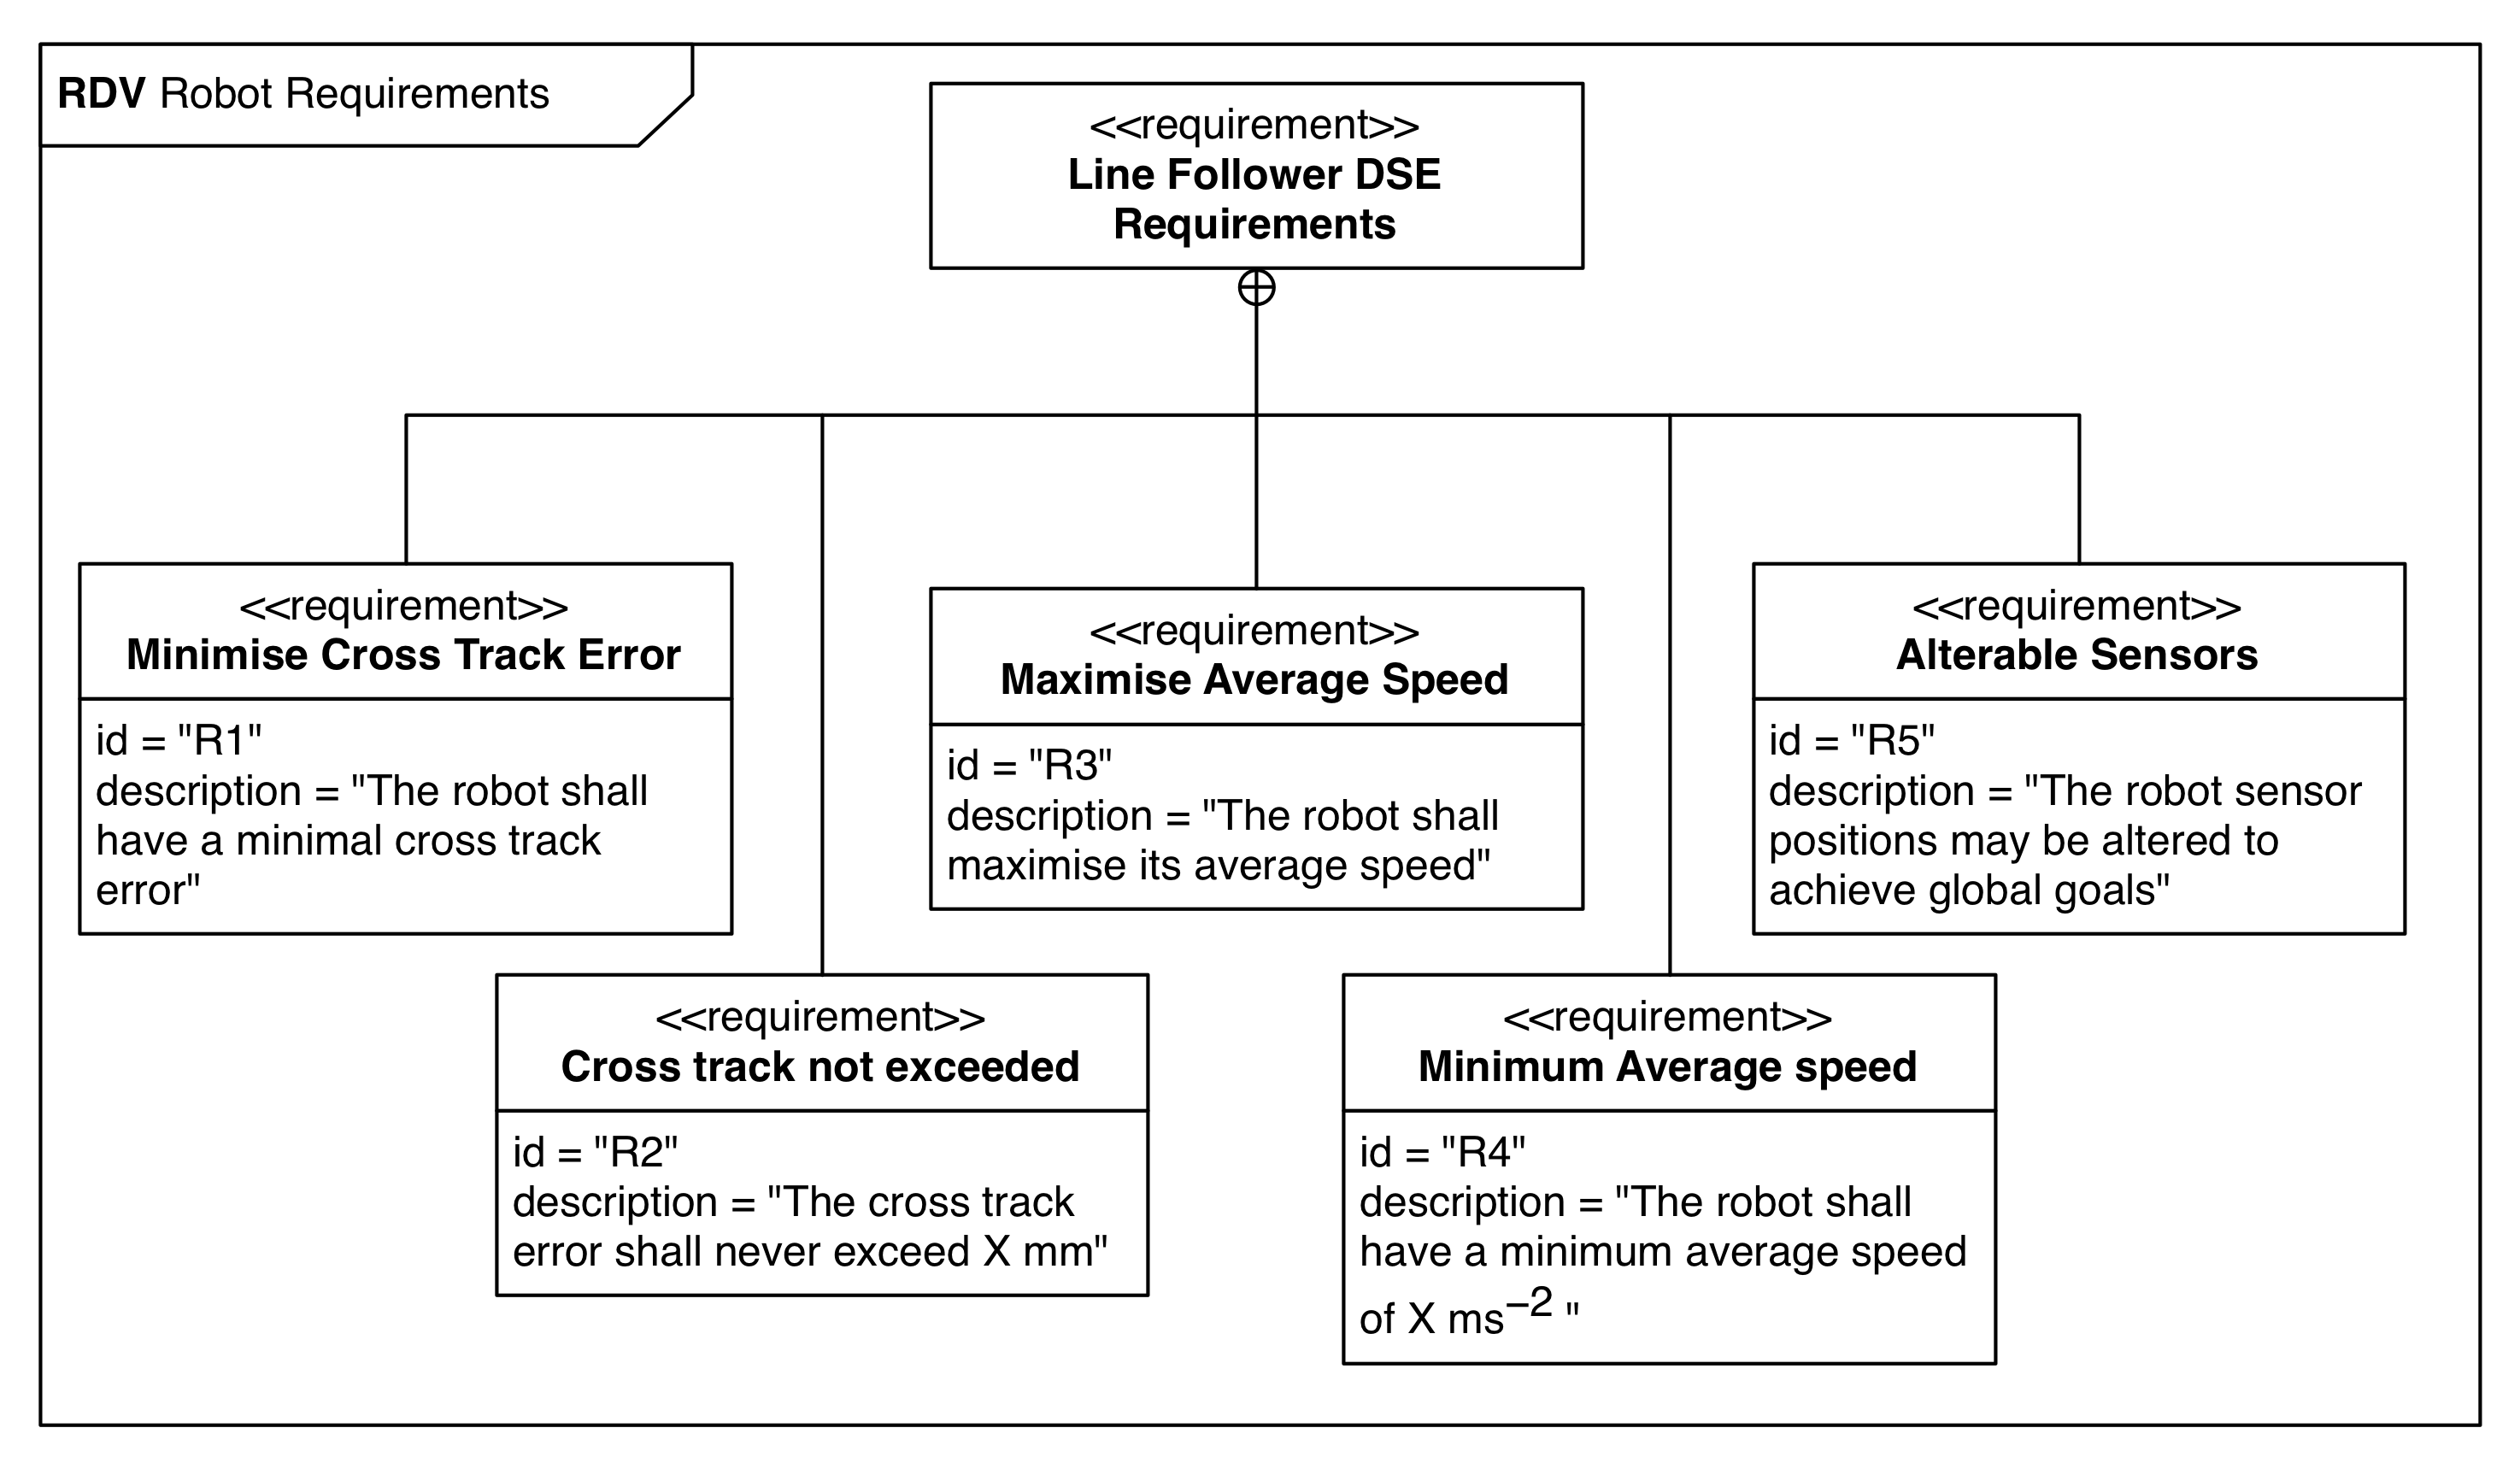 RDV Robot Requirements
<<requirement>>
Line Follower DSE
Requirements
<<requirement>>
Minimise Cross Track Error
id = "R1"
description = "The robot shall
have a minimal cross track
error"
<<requirement>>
Maximise Average Speed
id = "R3"
description = "The robot shall
maximise its average speed"
<<requirement>>
Alterable Sensors
id = "R5"
description = "The robot sensor
positions may be altered to
achieve global goals"
<<requirement>>
Cross track not exceeded
id = "R2"
description = "The cross track
error shall never exceed X mm"
<<requirement>>
Minimum Average speed
id = "R4"
description = "The robot shall
have a minimum average speed
of X ms⁻² "